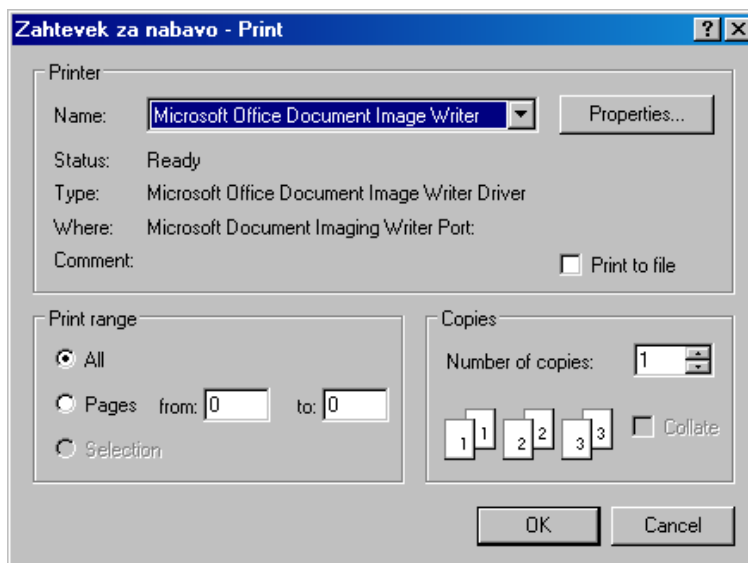 Zahtevek za nabavo - Print
Printer
Name: Microsoft Office Document Image Writer Properties...
Status: Ready
Type: Microsoft Office Document Image Writer Driver
Where: Microsoft Document Imaging Writer Port:
Comment: Print to file
Print range
All
Pages from: 0 to: 0
Selection
Copies
Number of copies: 1
1 1 2 2 3 3 Collate
OK Cancel